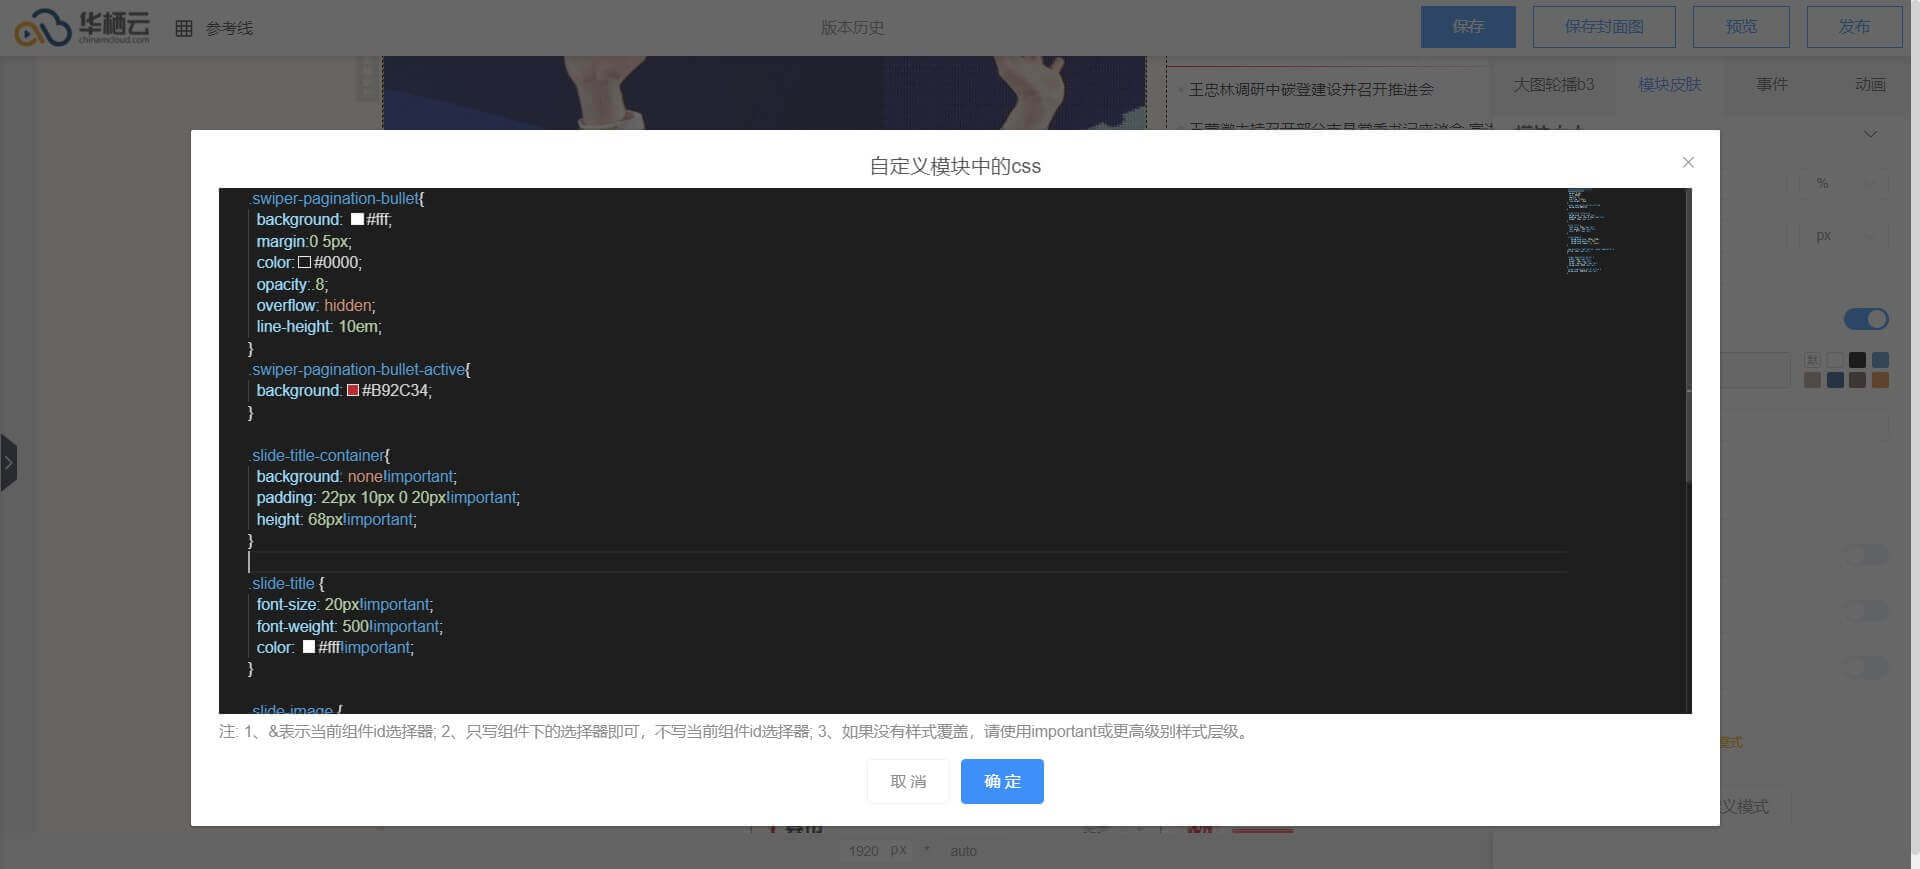 华栖云
chinamcloud.com
参考线
版本历史
保存
保存封面图
预览
发布
王忠林调研中碳登建设并召开推进会
大图轮播b3
模块皮肤
事件
动画
自定义模块中的css
.swiper-pagination-bullet{
background: #fff;
margin:0 5px;
color:#0000;
opacity:.8;
overflow: hidden;
line-height: 10em;
}
.swiper-pagination-bullet-active{
background:#B92C34;
}
.slide-title-container{
background: none!important;
padding: 22px 10px 0 20px!important;
height: 68px!important;
}
.slide-title {
font-size: 20px!important;
font-weight: 500!important;
color: #fff!important;
}
.slide-image {
%
px
注: 1、&表示当前组件id选择器; 2、只写组件下的选择器即可，不写当前组件id选择器; 3、如果没有样式覆盖，请使用important或更高级别样式层级。
模式
取 消
确 定
义模式
1920 px * auto